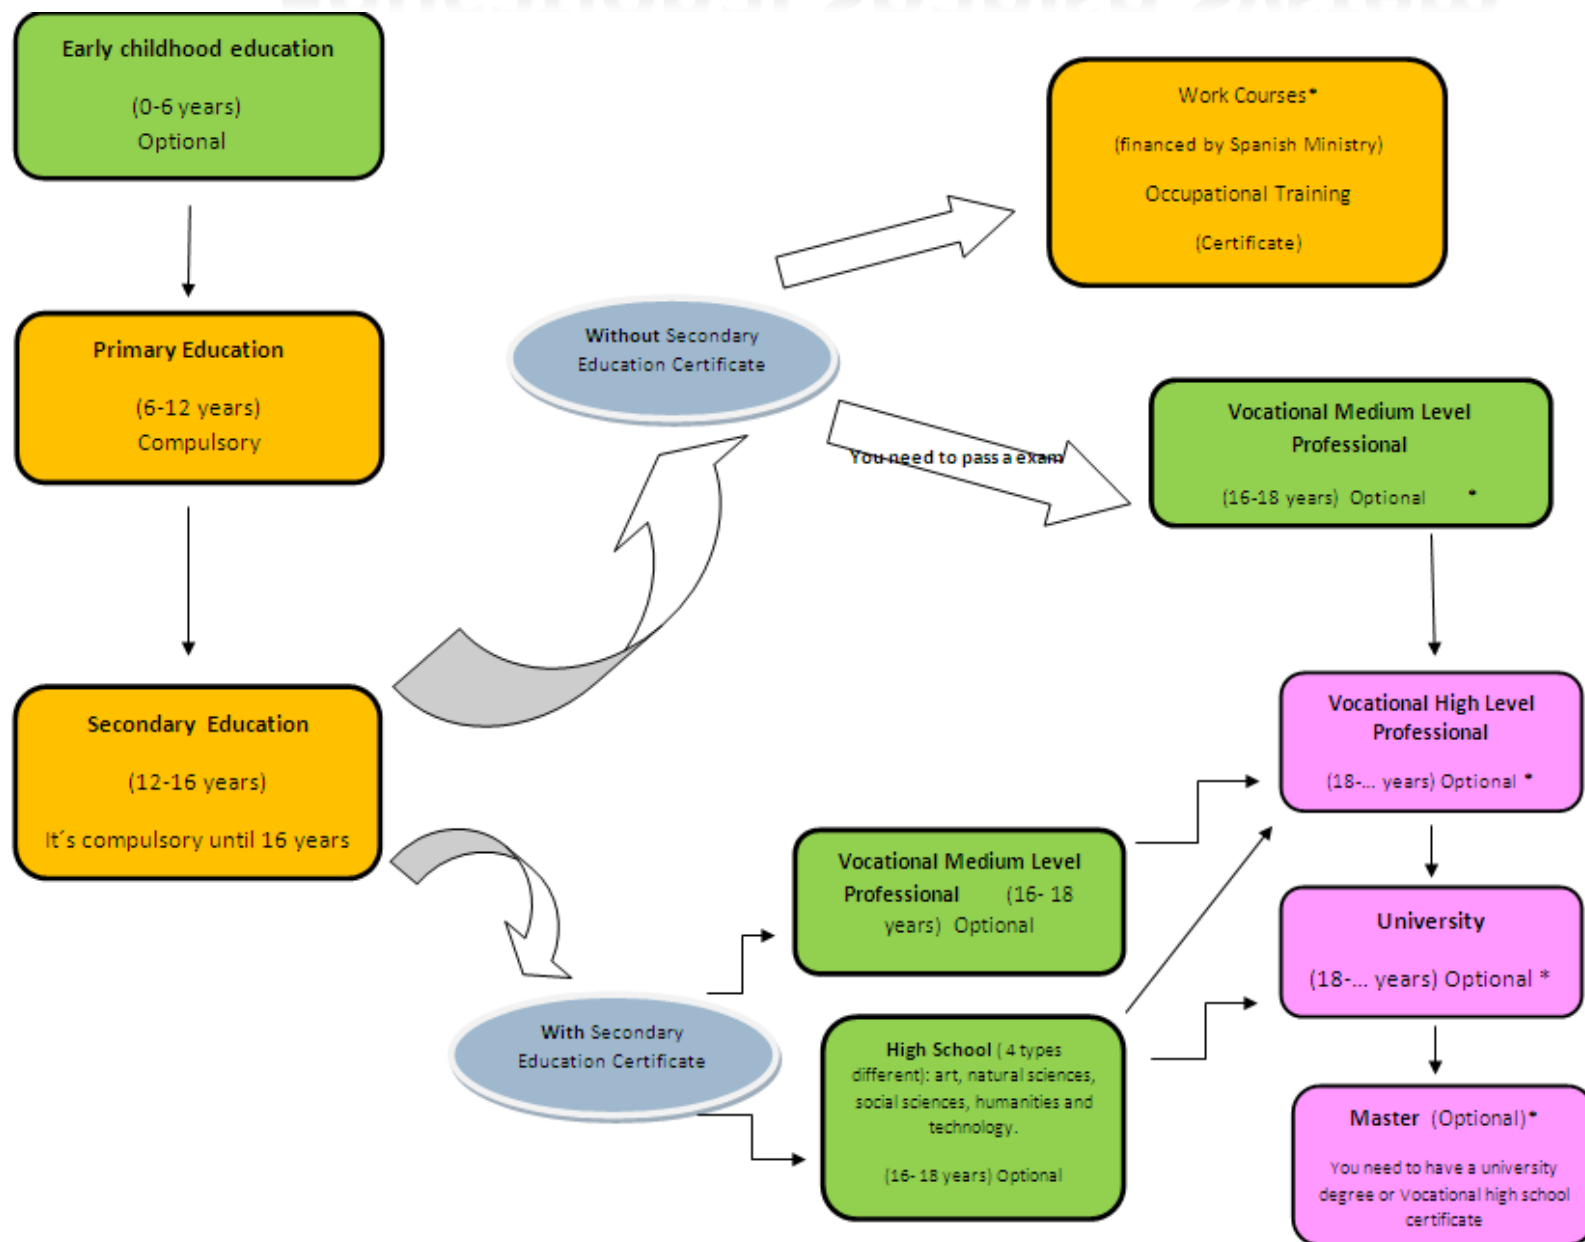 Early childhood education
(0-6 years)
Optional
Primary Education
(6-12 years)
Compulsory
Secondary Education
(12-16 years)
It´s compulsory until 16 years
Without Secondary
Education Certificate
With Secondary
Education Certificate
Work Courses*
(financed by Spanish Ministry)
Occupational Training
(Certificate)
You need to pass a exam
Vocational Medium Level
Professional
(16-18 years) Optional *
Vocational High Level
Professional
(18-... years) Optional *
Vocational Medium Level
Professional (16- 18
years) Optional
High School ( 4 types
different): art, natural sciences,
social sciences, humanities and
technology.
(16- 18 years) Optional
University
(18-... years) Optional *
Master (Optional)*
You need to have a university
degree or Vocational high school
certificate